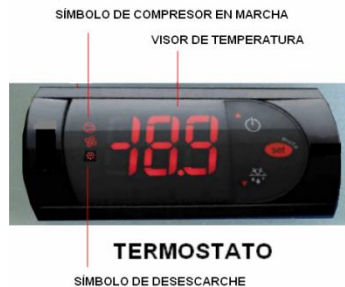 SÍMBOLO DE COMPRESOR EN MARCHA
VISOR DE TEMPERATURA
-18.9
set
TERMOSTATO
SÍMBOLO DE DESESCARCHE